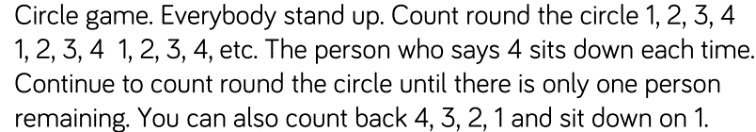 Circle game. Everybody stand up. Count round the circle 1, 2, 3, 4
1, 2, 3, 4  1, 2, 3, 4, etc. The person who says 4 sits down each time.
Continue to count round the circle until there is only one person
remaining. You can also count back 4, 3, 2, 1 and sit down on 1.